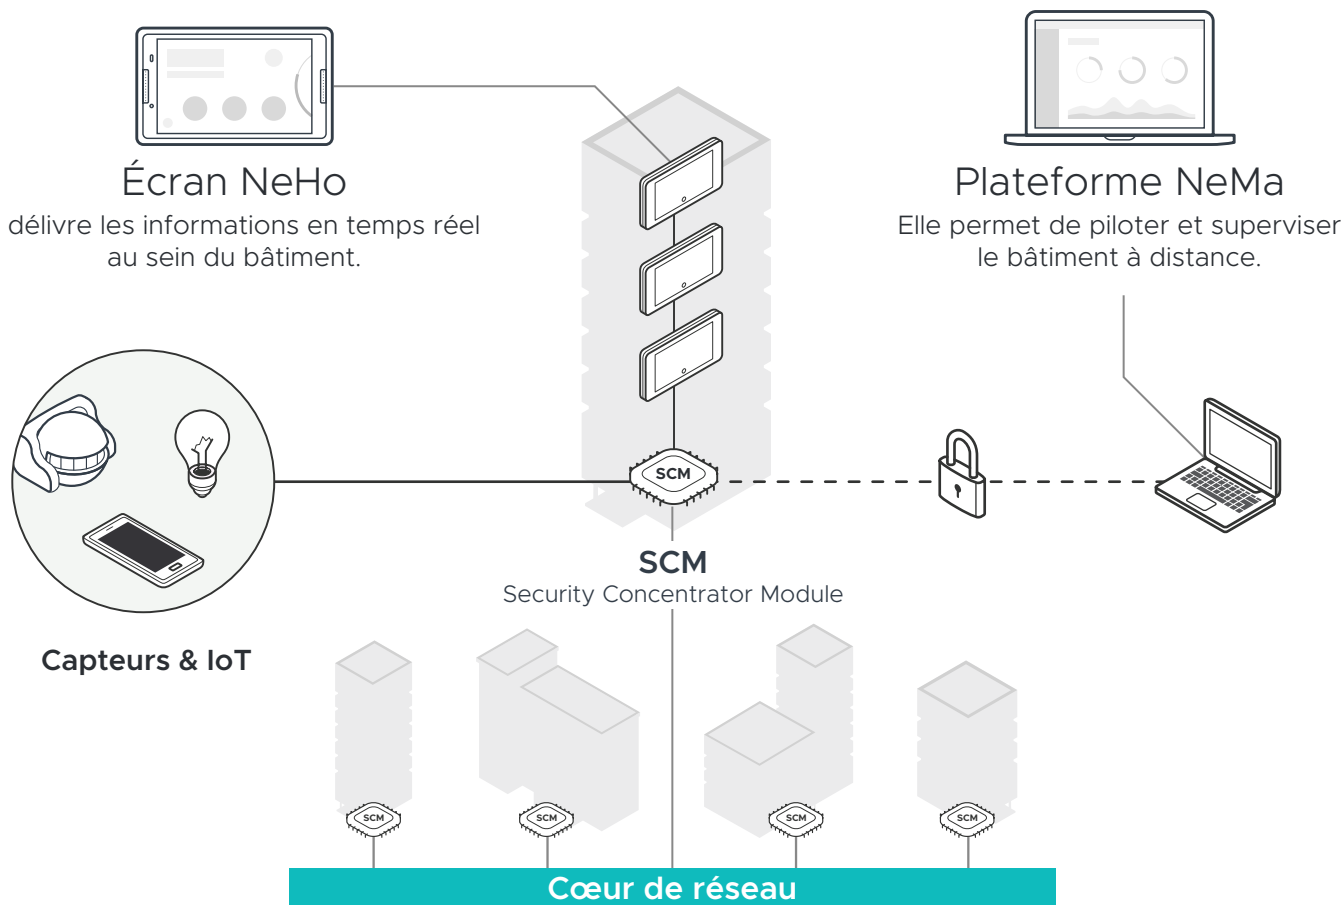 Écran NeHo
délivre les informations en temps réel
au sein du bâtiment.
Plateforme NeMa
Elle permet de piloter et superviser
le bâtiment à distance.
SCM
SCM
Security Concentrator Module
Capteurs & IoT
SCM
SCM
SCM
SCM
Cœur de réseau